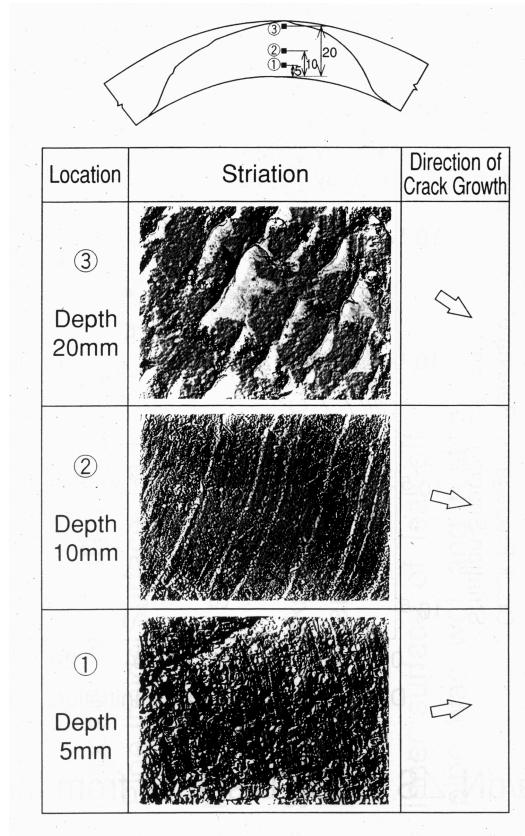 ③
②
①
20
10
5
Location
Striation
Direction of
Crack Growth
③
Depth
20mm
②
Depth
10mm
①
Depth
5mm